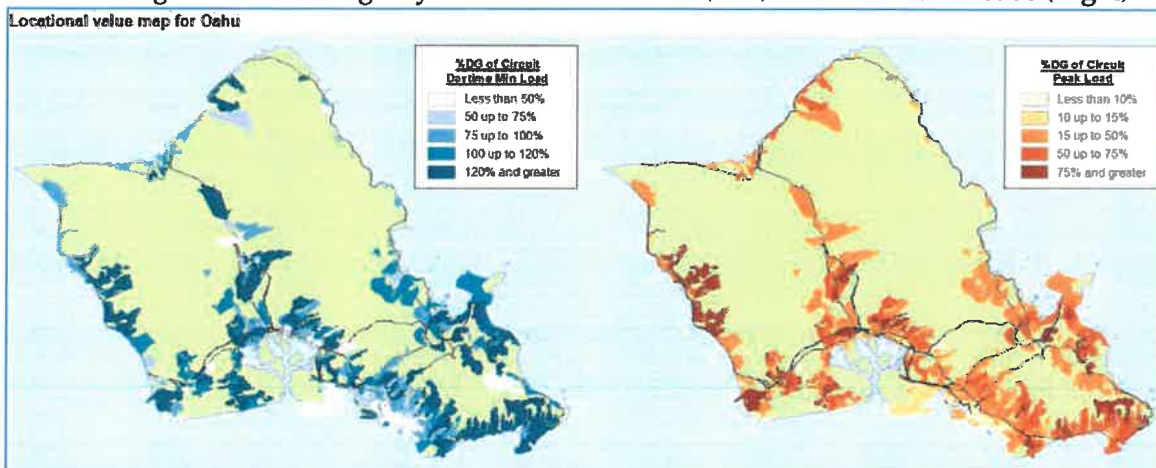 Locational value map for Oahu
%DG of Circuit
Daytime Min Load
Less than 50%
50 up to 75%
75 up to 100%
100 up to 120%
120% and greater
%DG of Circuit
Peak Load
Less than 10%
10 up to 15%
15 up to 50%
50 up to 75%
75% and greater